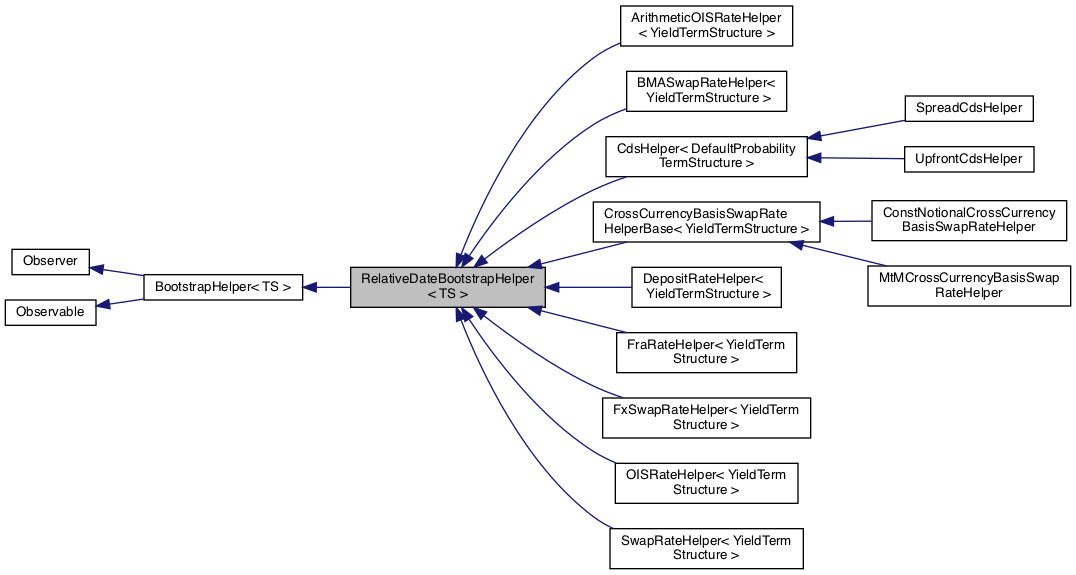 ArithmeticOISRateHelper
< YieldTermStructure >
BMASwapRateHelper<
YieldTermStructure >
SpreadCdsHelper
CdsHelper< DefaultProbability
TermStructure >
UpfrontCdsHelper
CrossCurrencyBasisSwapRate
HelperBase< YieldTermStructure >
ConstNotionalCrossCurrency
BasisSwapRateHelper
Observer
BootstrapHelper< TS >
Observable
RelativeDateBootstrapHelper
< TS >
DepositRateHelper<
YieldTermStructure >
MtMCrossCurrencyBasisSwap
RateHelper
FraRateHelper< YieldTerm
Structure >
FxSwapRateHelper< YieldTerm
Structure >
OISRateHelper< YieldTerm
Structure >
SwapRateHelper< YieldTerm
Structure >